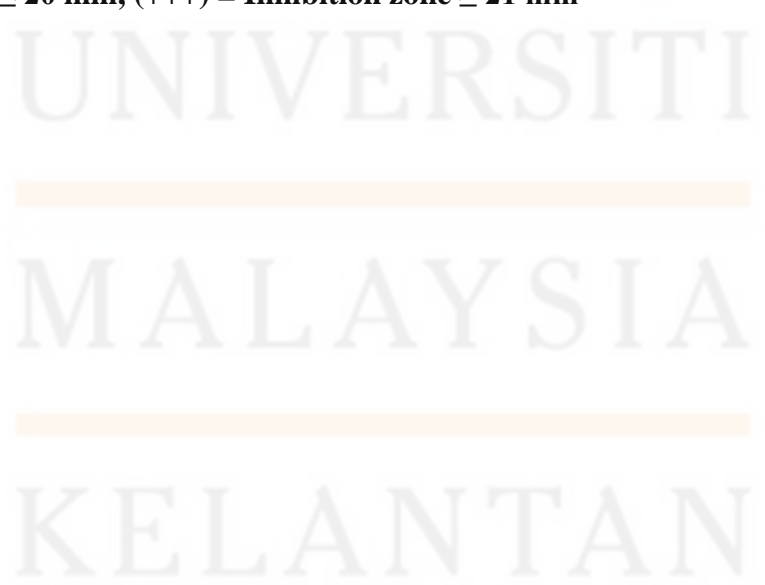 20 mm, (+++) = Inhibition zone ≥ 21 mm
UNIVERSITI
MALAYSIA
KELANTAN